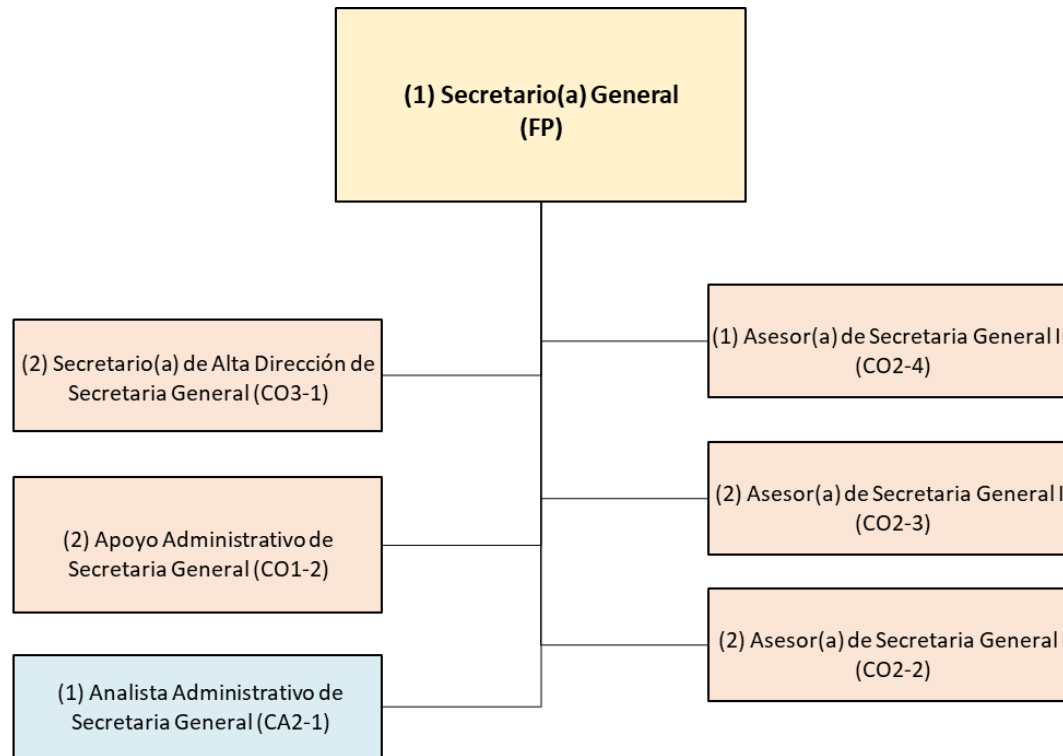 (1) Secretario(a) General
(FP)
(2) Secretario(a) de Alta Dirección de
Secretaria General (CO3-1)
(2) Apoyo Administrativo de
Secretaria General (CO1-2)
(1) Analista Administrativo de
Secretaria General (CA2-1)
(1) Asesor(a) de Secretaria General
(CO2-4)
(2) Asesor(a) de Secretaria General
(CO2-3)
(2) Asesor(a) de Secretaria General
(CO2-2)